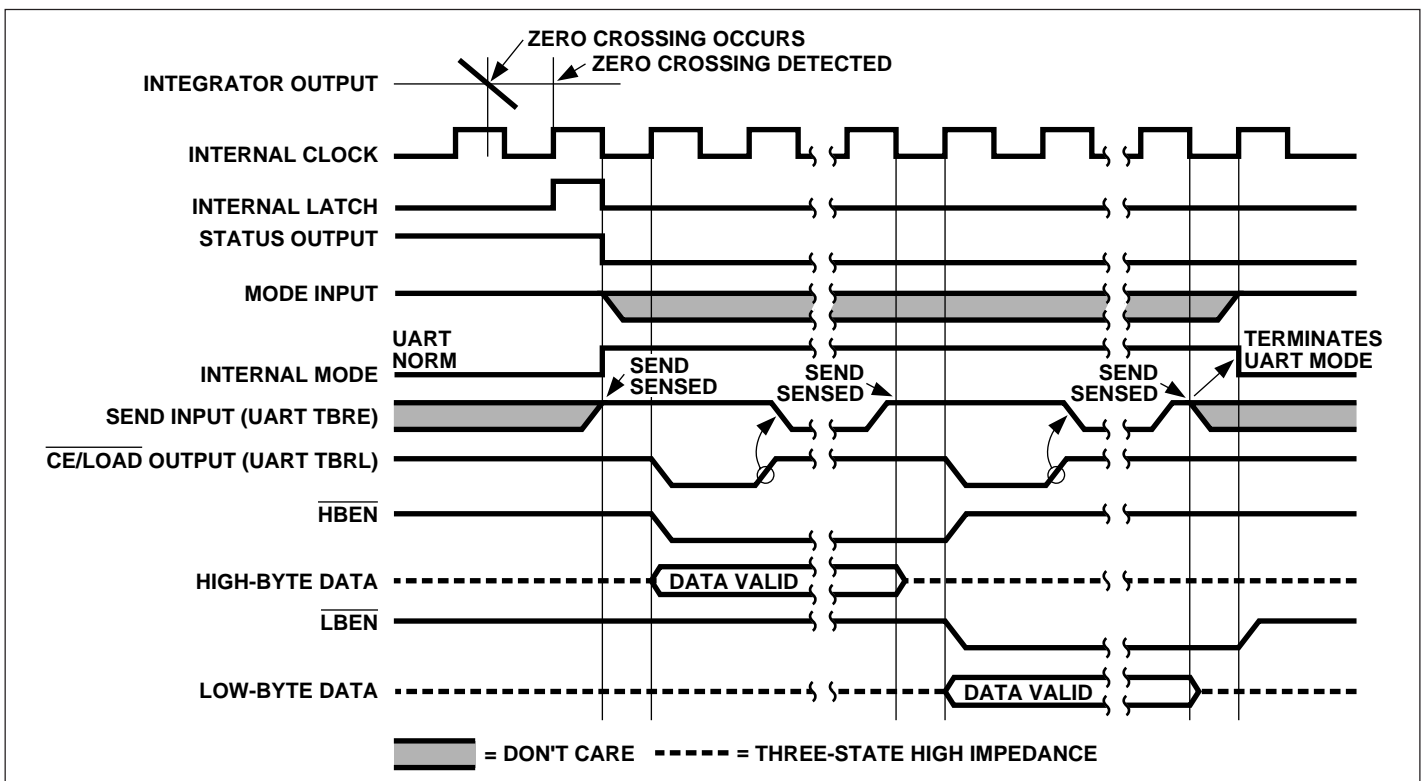 ZERO CROSSING OCCURS
ZERO CROSSING DETECTED
INTEGRATOR OUTPUT
INTERNAL CLOCK
INTERNAL LATCH
STATUS OUTPUT
MODE INPUT
UART
NORM
TERMINATES
UART MODE
INTERNAL MODE
SEND
SENSED
SEND
SENSED
SEND
SENSED
SEND INPUT (UART TBRE)
CE/LOAD OUTPUT (UART TBRL)
HBEN
HIGH-BYTE DATA
DATA VALID
LBEN
LOW-BYTE DATA
DATA VALID
= DON'T CARE
= THREE-STATE HIGH IMPEDANCE